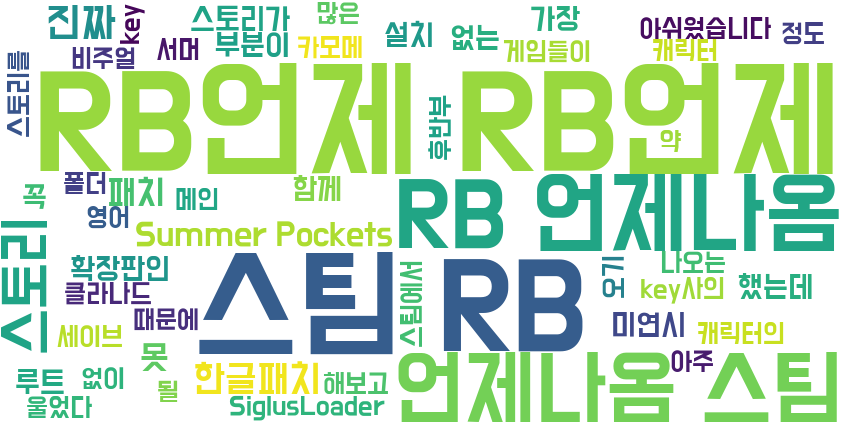 진짜
key
스토리가
많은
가장
아쉬웠습니다
정도
비주얼
서머
부분이
카모메
설치
없는
게임들이
캐릭터
스토리를
RB언제
RB언제
후반부
약
꼭
폴더
패치
메인
함께
영어
Summer Pockets
RB 언제나옴
스토리
확장판인
클라나드
때문에
세이브
스팀 RB
스팀에서
오기
나오는
key사의
했는데
미연시
캐릭터의
아주
못
루트
없이
될
한글패치
해보고
울었다
SiglusLoader
언제나옴 스팀